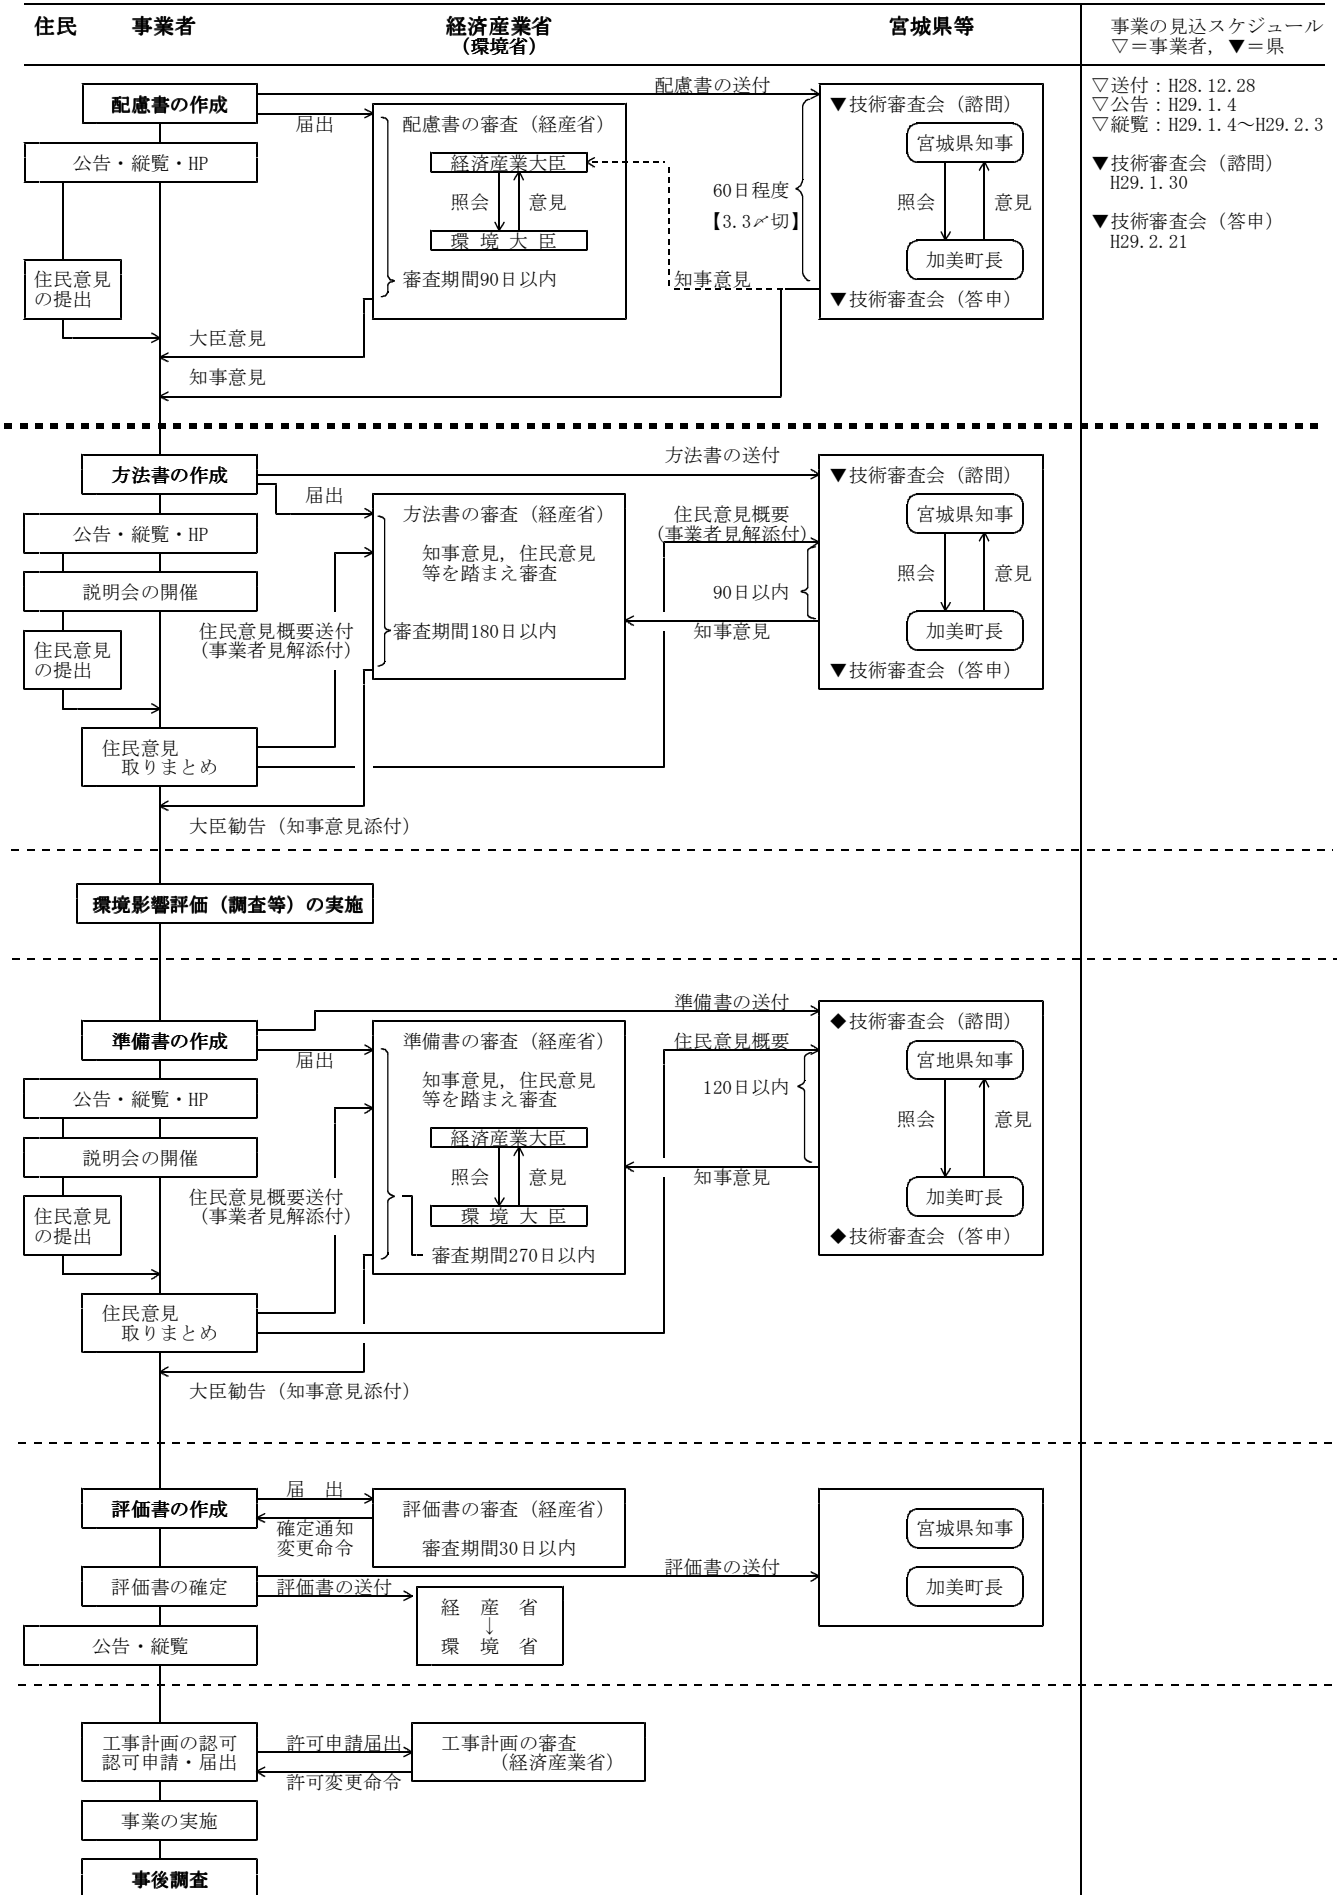 住民 事業者 経済産業省 宮城県等 事業の見込スケジュール
(環境省) ▽＝事業者，▼＝県
配慮書の送付
▽送付：H28.12.28
配慮書の作成
届出
配慮書の審査（経産省）
▼技術審査会（諮問）
▽公告：H29.1.4
▽縦覧：H29.1.4～H29.2.3
公告・縦覧・HP
経済産業大臣
宮城県知事
▼技術審査会（諮問）
H29.1.30
照会 意見
60日程度
【3.3〆切】
照会 意見
▼技術審査会（答申）
H29.2.21
環 境 大 臣
加美町長
住民意見
の提出
審査期間90日以内
知事意見
▼技術審査会（答申）
大臣意見
知事意見
方法書の送付
方法書の作成
届出
方法書の審査（経産省）
▼技術審査会（諮問）
公告・縦覧・HP
知事意見，住民意見
等を踏まえ審査
住民意見概要
(事業者見解添付)
宮城県知事
説明会の開催
90日以内
照会 意見
住民意見
の提出
住民意見概要送付
（事業者見解添付）
審査期間180日以内
知事意見
加美町長
▼技術審査会（答申）
住民意見
取りまとめ
大臣勧告（知事意見添付）
環境影響評価（調査等）の実施
準備書の送付
準備書の作成
届出
準備書の審査（経産省）
住民意見概要
◆技術審査会（諮問）
公告・縦覧・HP
知事意見，住民意見
等を踏まえ審査
120日以内
宮地県知事
説明会の開催
経済産業大臣
照会 意見
環 境 大 臣
照会 意見
住民意見
の提出
住民意見概要送付
（事業者見解添付）
知事意見
加美町長
審査期間270日以内
◆技術審査会（答申）
住民意見
取りまとめ
大臣勧告（知事意見添付）
評価書の作成
届 出
確定通知
変更命令
評価書の審査（経産省）
審査期間30日以内
宮城県知事
評価書の確定
評価書の送付
評価書の送付
加美町長
経 産 省
↓
環 境 省
公告・縦覧
工事計画の認可
認可申請・届出
許可申請届出
許可変更命令
工事計画の審査
（経済産業省）
事業の実施
事後調査